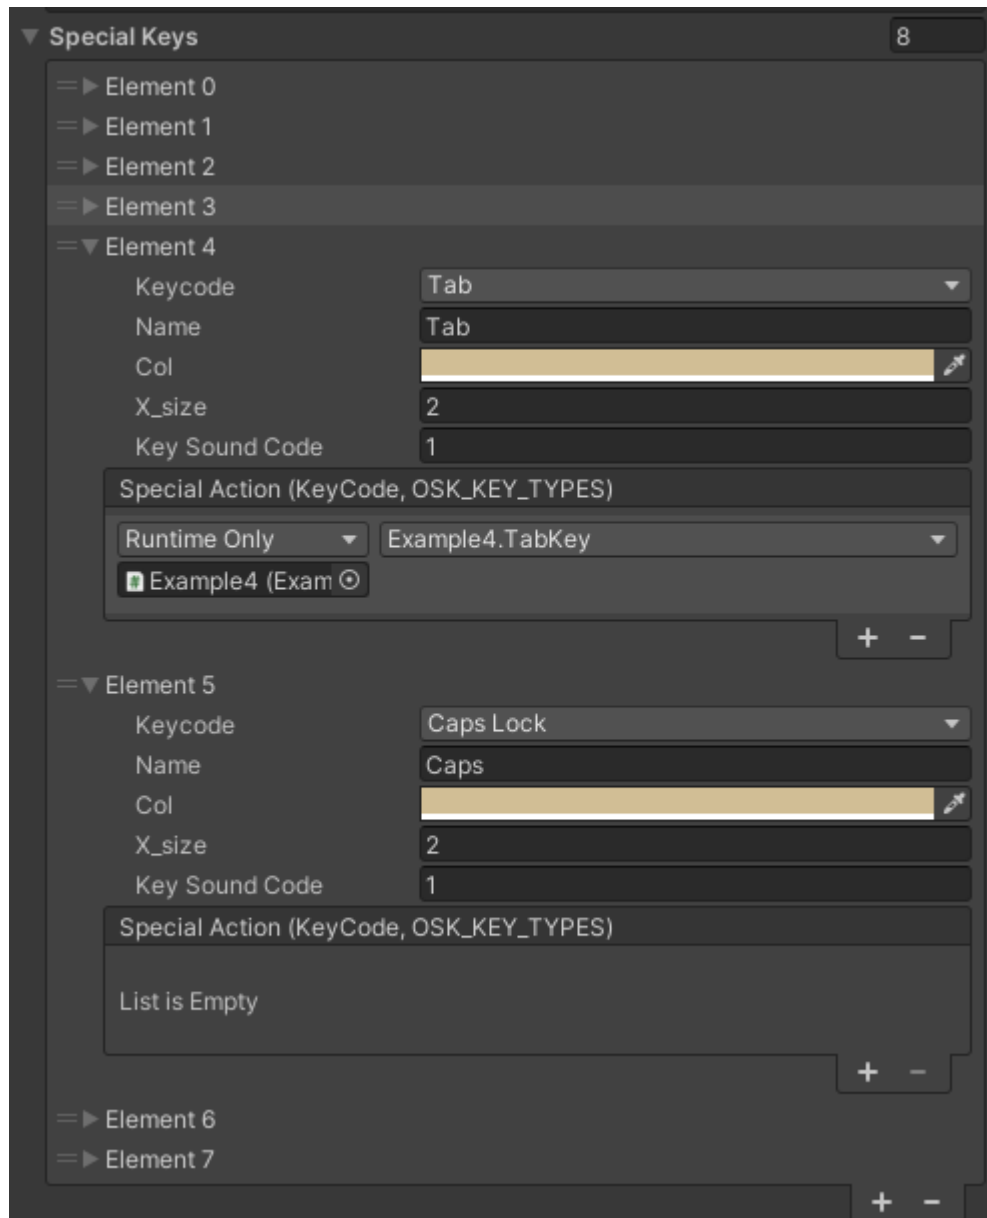 Special Keys 8
Element 0
Element 1
Element 2
Element 3
Element 4
Keycode Tab
Name Tab
Col
X_size 2
Key Sound Code 1
Special Action (KeyCode, OSK_KEY_TYPES)
Runtime Only Example4.TabKey
Example4 (Exam
Element 5
Keycode Caps Lock
Name Caps
Col
X_size 2
Key Sound Code 1
Special Action (KeyCode, OSK_KEY_TYPES)
List is Empty
Element 6
Element 7